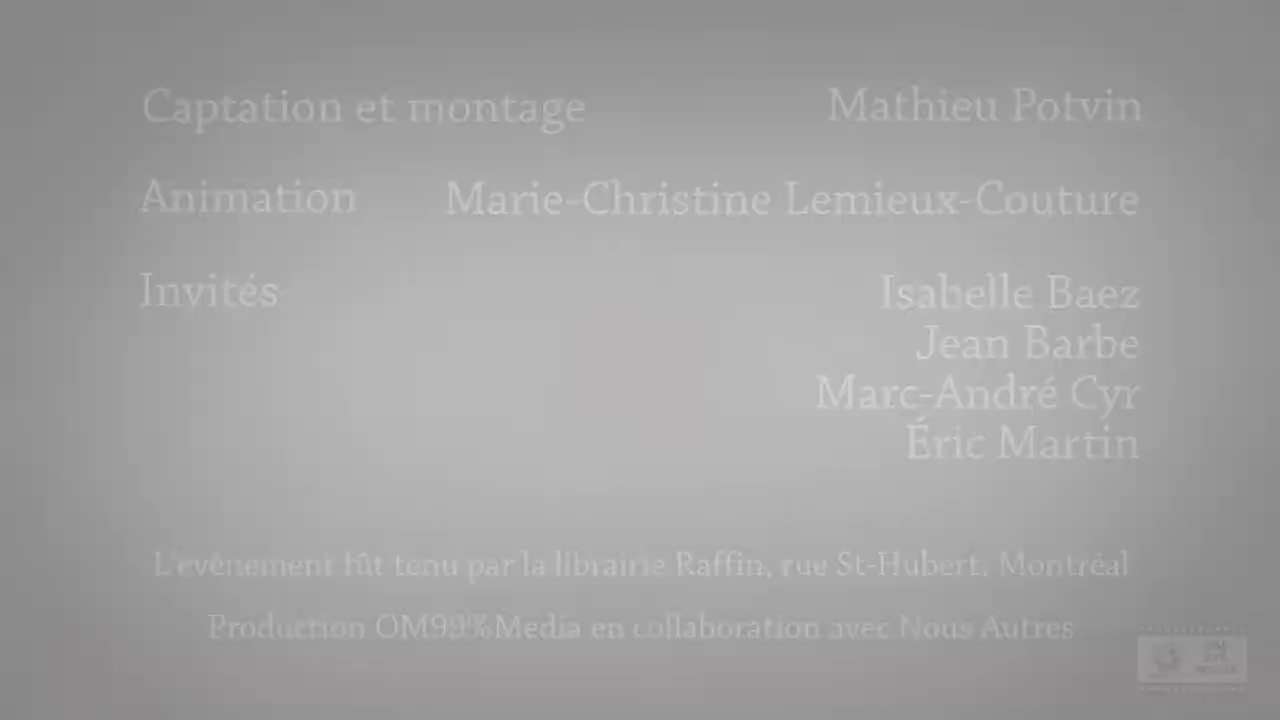 Captation et montage Mathieu Potvin
Animation Marie-Christine Lemieux-Couture
Invités Isabelle Baez
Jean Barbe
Marc-André Cyr
Éric Martin
L'évènement fût tenu par la librairie Raffin, rue St-Hubert, Montréal
Production OM99%Media en collaboration avec Nous Autres